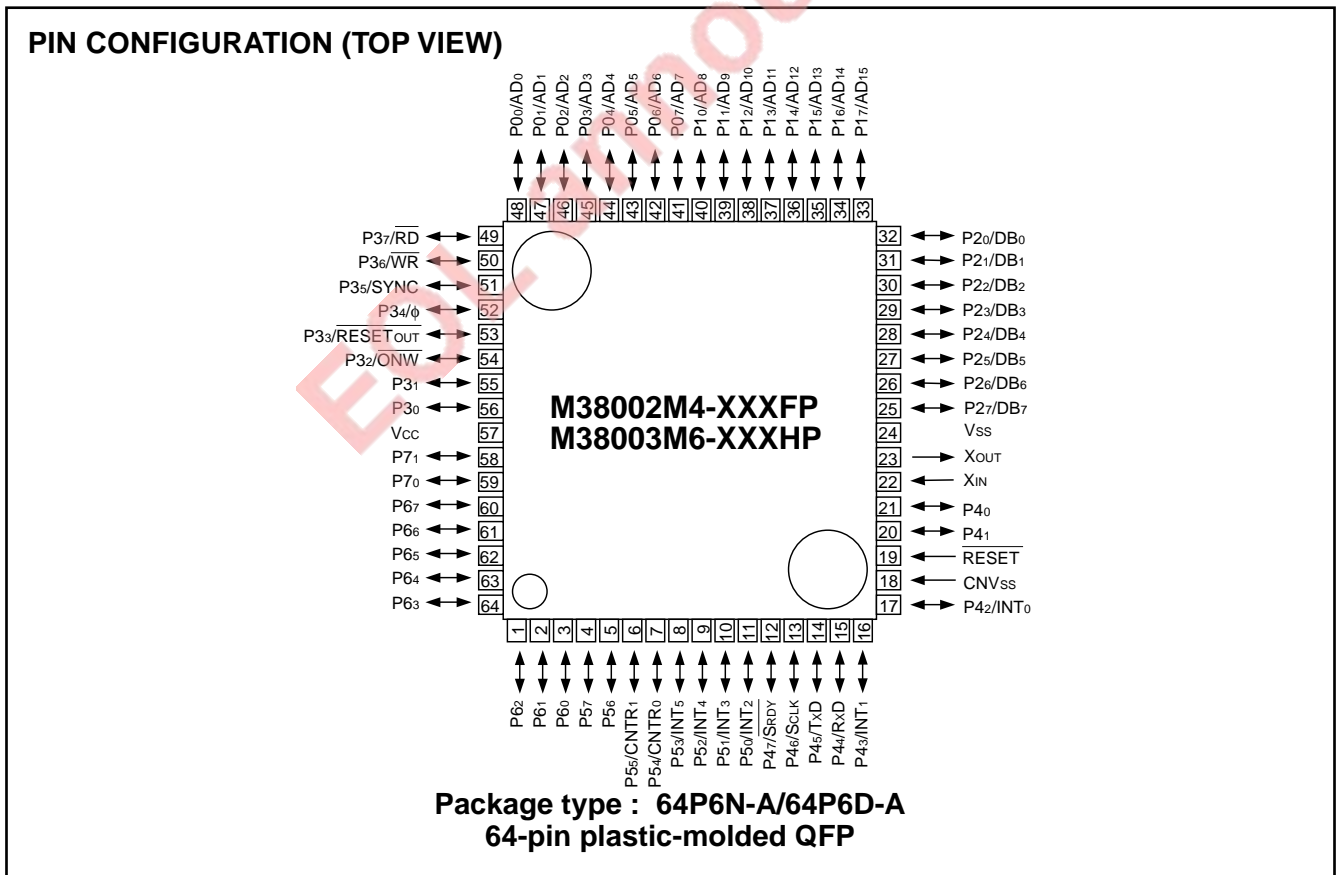 EOL announ
PIN CONFIGURATION (TOP VIEW)
P00/AD0
P01/AD1
P02/AD2
P03/AD3
P04/AD4
P05/AD5
P06/AD6
P07/AD7
P10/AD8
P11/AD9
P12/AD10
P13/AD11
P14/AD12
P15/AD13
P16/AD14
P17/AD15
48 47 46 45 44 43 42 41 40 39 38 37 36 35 34 33
P37/RD 49
P36/WR 50
P35/SYNC 51
P34/ϕ 52
P33/RESETOUT 53
P32/ONW 54
P31 55
P30 56
VCC 57
P71 58
P70 59
P67 60
P66 61
P65 62
P64 63
P63 64
M38002M4-XXXFP
M38003M6-XXXHP
32 P20/DB0
31 P21/DB1
30 P22/DB2
29 P23/DB3
28 P24/DB4
27 P25/DB5
26 P26/DB6
25 P27/DB7
24 VSS
23 XOUT
22 XIN
21 P40
20 P41
19 RESET
18 CNVSS
17 P42/INT0
1 2 3 4 5 6 7 8 9 10 11 12 13 14 15 16
P62
P61
P60
P57
P56
P55/CNTR1
P54/CNTR0
P53/INT5
P52/INT4
P51/INT3
P50/INT2
P47/SRDY
P46/SCLK
P45/TXD
P44/RXD
P43/INT1
Package type : 64P6N-A/64P6D-A
64-pin plastic-molded QFP